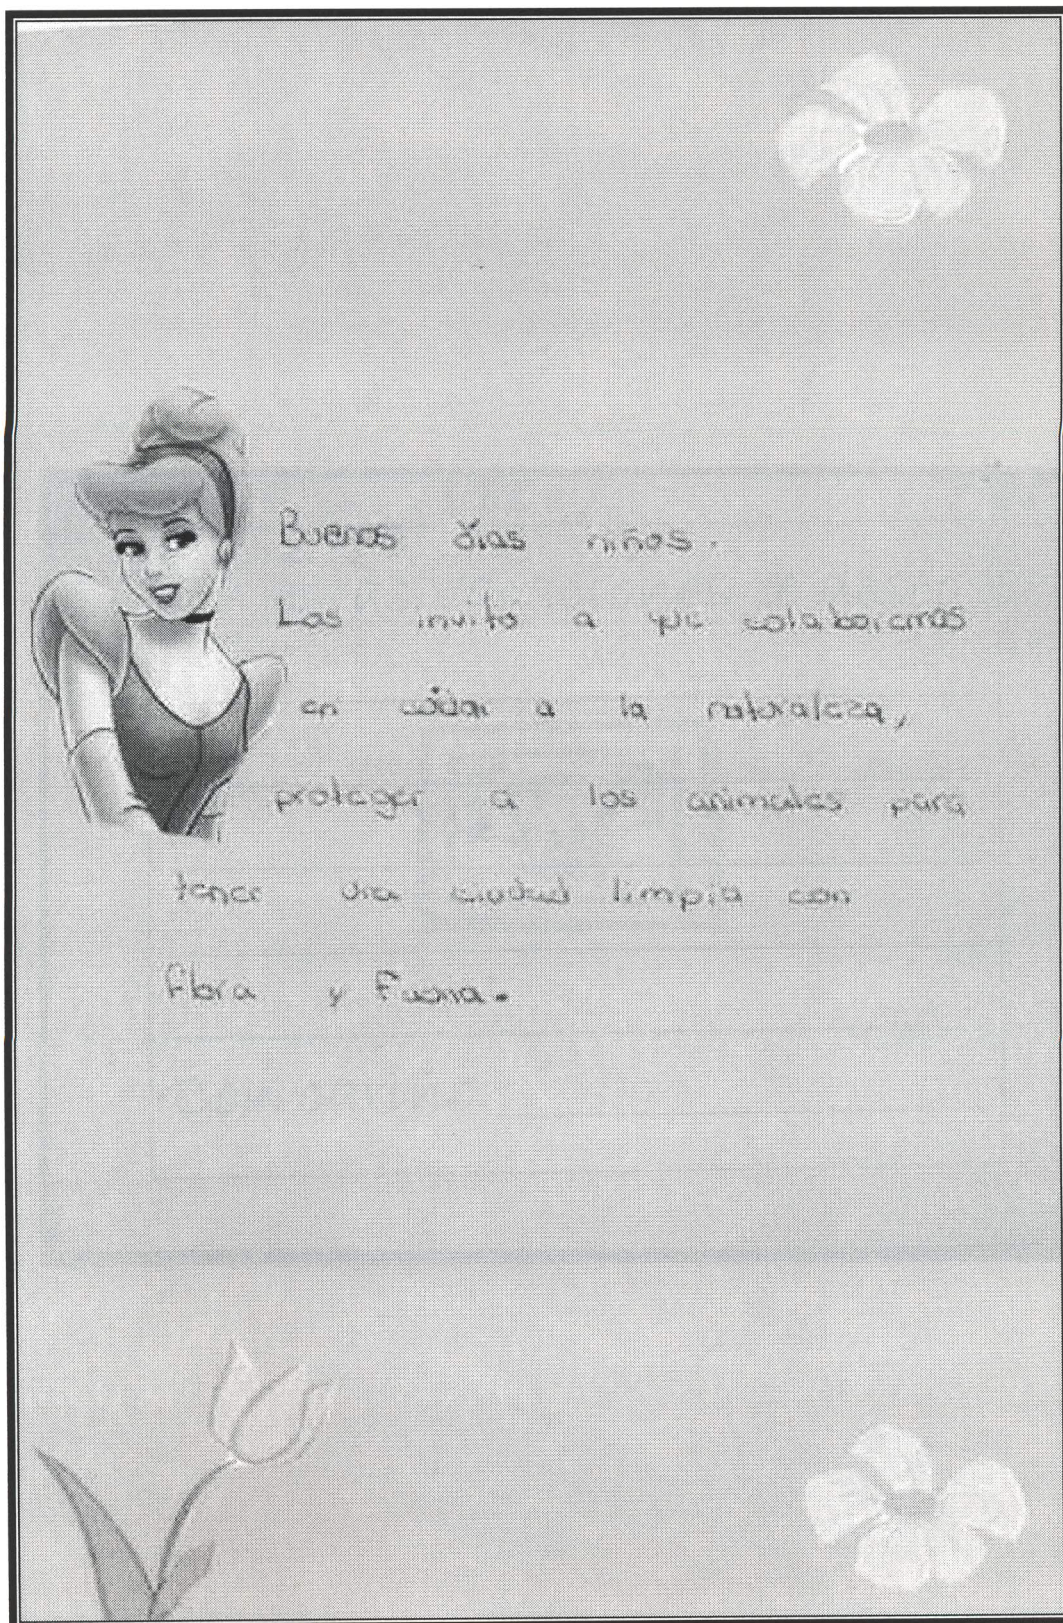 Buenos días niños.
Los invito a que colaboremos
en cuidar a la naturaleza,
proteger a los animales para
tener una ciudad limpia con
flora y Fauna.